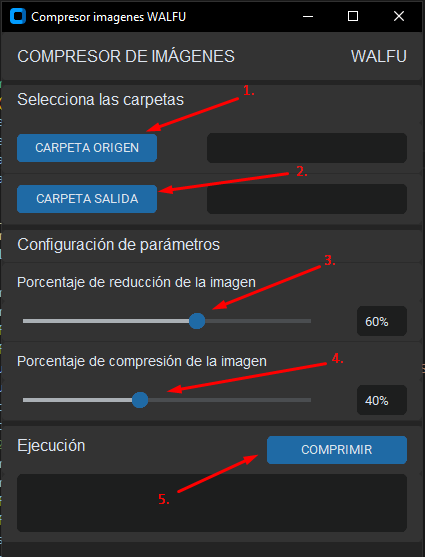 Compresor imagenes WALFU
COMPRESOR DE IMÁGENES WALFU
Selecciona las carpetas
1.
CARPETA ORIGEN
2.
CARPETA SALIDA
Configuración de parámetros
3.
Porcentaje de reducción de la imagen
60%
Porcentaje de compresión de la imagen
4.
40%
Ejecución
COMPRIMIR
5.